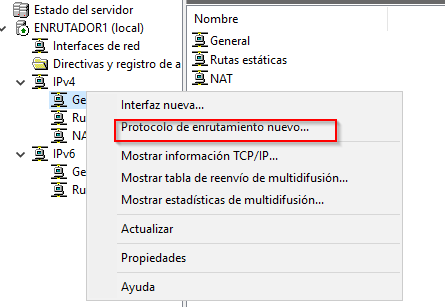 Estado del servidor
ENRUTADOR1 (local)
Interfaces de red
Directivas y registro de a
IPv4
Ge
Ru
NA
IPv6
Ge
Ru
Nombre
General
Rutas estáticas
NAT
Interfaz nueva...
Protocolo de enrutamiento nuevo...
Mostrar información TCP/IP...
Mostrar tabla de reenvío de multidifusión...
Mostrar estadísticas de multidifusión...
Actualizar
Propiedades
Ayuda